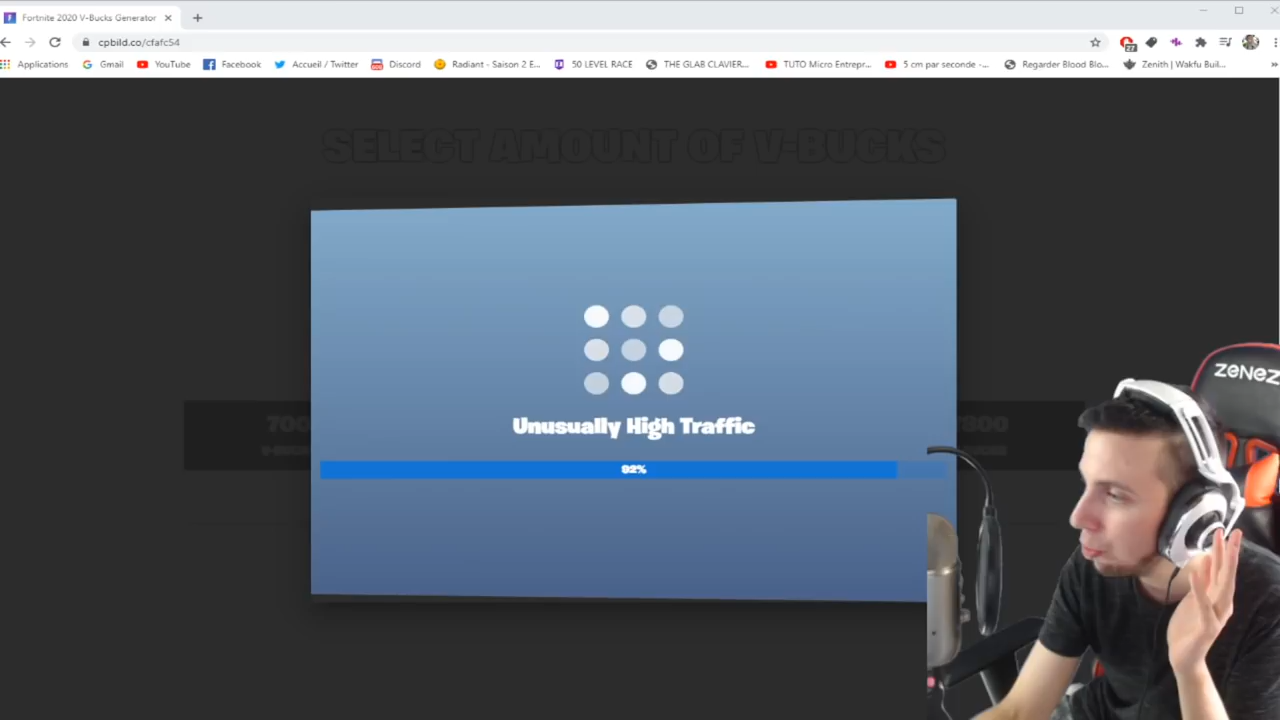 Fortnite 2020 V-Bucks Generator
cpbild.co/cfafc54
27
Applications
Gmail
YouTube
Facebook
Accueil / Twitter
Discord
Radiant - Saison 2 E...
50 LEVEL RACE
THE GLAB CLAVIER...
TUTO Micro Entrepr...
5 cm par seconde -...
Regarder Blood Blo...
Zenith | Wakfu Buil...
SELECT AMOUNT OF V-BUCKS
Unusually High Traffic
700
92%
ZENEZ